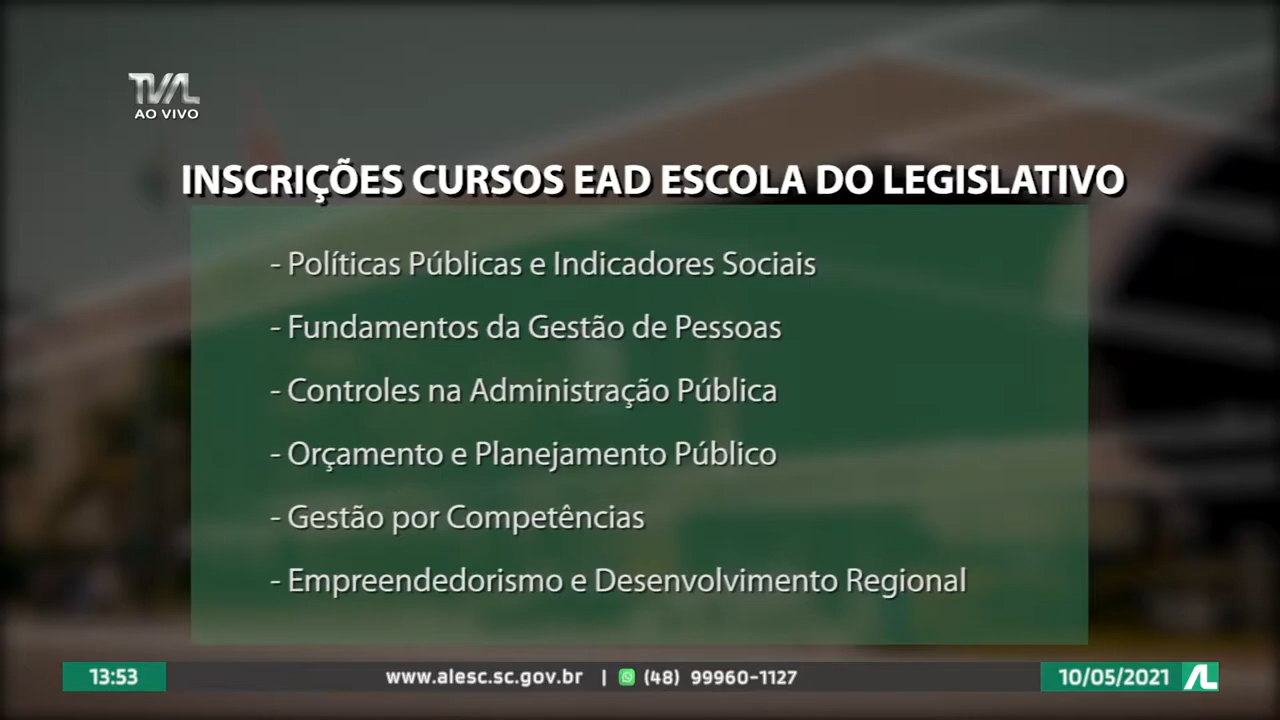 TVAL
AO VIVO
INSCRIÇÕES CURSOS EAD ESCOLA DO LEGISLATIVO
- Políticas Públicas e Indicadores Sociais
- Fundamentos da Gestão de Pessoas
- Controles na Administração Pública
- Orçamento e Planejamento Público
- Gestão por Competências
- Empreendedorismo e Desenvolvimento Regional
13:53 www.alesc.sc.gov.br | (48) 99960-1127 10/05/2021 AL